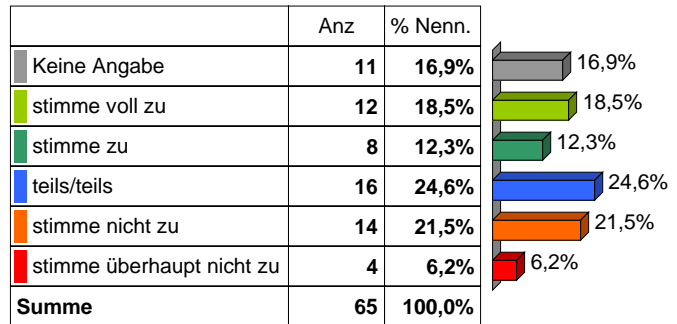 Anz % Nenn.
Keine Angabe 11 16,9% 16,9%
stimme voll zu 12 18,5% 18,5%
stimme zu 8 12,3% 12,3%
teils/teils 16 24,6% 24,6%
stimme nicht zu 14 21,5% 21,5%
stimme überhaupt nicht zu 4 6,2% 6,2%
Summe 65 100,0%